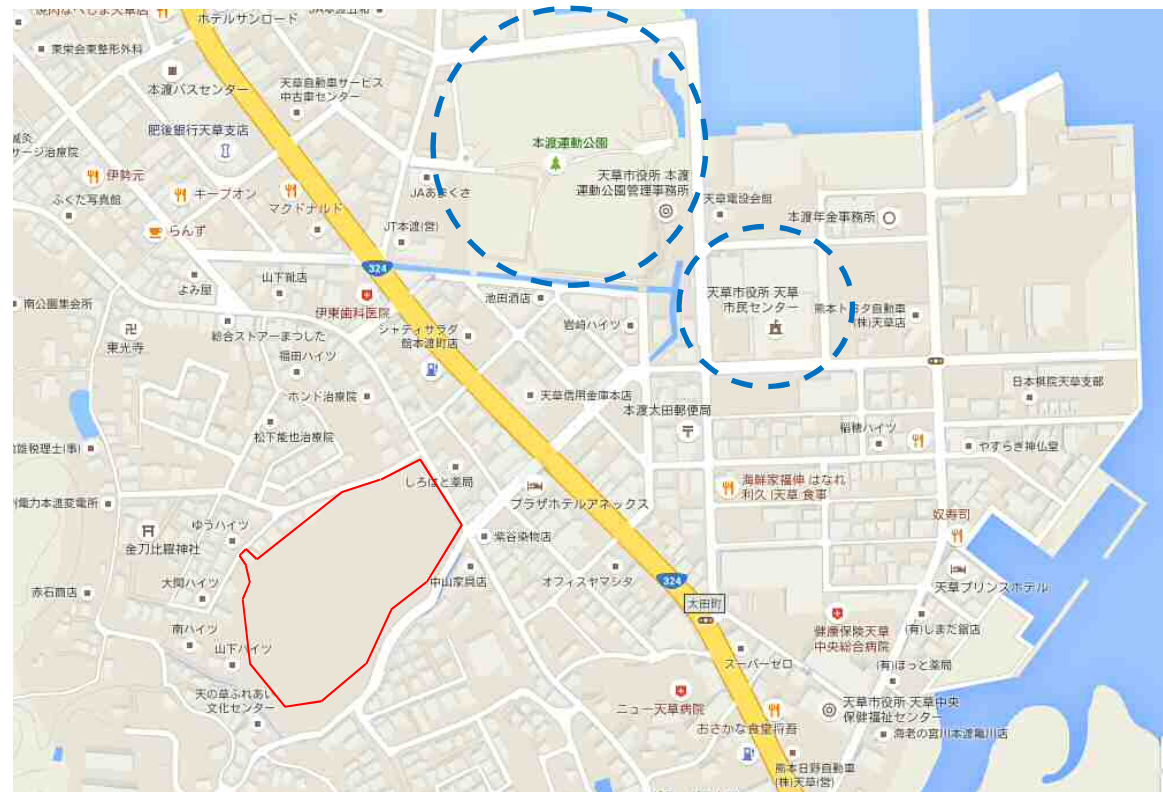 ホテルサンロード
東栄会東整形外科
本渡バスセンター
天草自動車サービス
中古車センター
肥後銀行天草支店
サージ治療院
伊勢元
キープオン
マクドナルド
ふくだ写真館
らんず
JAあまくさ
JT本渡(営)
本渡運動公園
天草市役所 本渡
運動公園管理事務所
天草電設会館
本渡年金事務所
324
山下靴店
よみ屋
南公園集会所
伊東歯科医院
池田酒店
岩崎ハイツ
天草市役所 天草
市民センター
熊本トヨタ自動車
(株)天草店
総合ストアーまつした
東光寺
福田ハイツ
シャディサラダ
館本渡町店
ホンド治療院
天草信用金庫本店
本渡太田郵便局
日本棋院天草支部
稲穂ハイツ
やすらぎ神仏堂
松下能也治療院
税理士(事)
しろはと薬局
プラザホテルアネックス
海鮮家福伸 はなれ
利久 (天草 食事
電力本渡変電所
ゆうハイツ
金刀比羅神社
紫谷染物店
奴寿司
大関ハイツ
中山家具店
オフィスヤマシタ
324
天草プリンスホテル
赤石商店
太田町
南ハイツ
山下ハイツ
健康保険天草
中央総合病院
(有)しまだ鎔店
スーパーゼロ
(有)ほっと薬局
天の草ふれあい
文化センター
ニュー天草病院
おさかな食堂将吾
天草市役所 天草中央
保健福祉センター
海老の宮川本渡亀川店
熊本日野自動車
(株)天草(営)